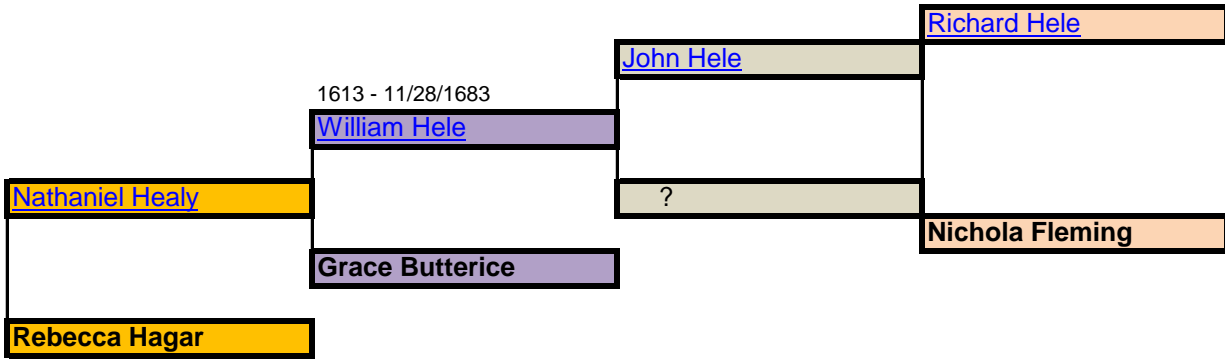 Richard Hele
John Hele
1613 - 11/28/1683
William Hele
Nathaniel Healy
?
Nichola Fleming
Grace Butterice
Rebecca Hagar